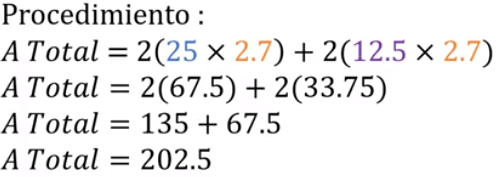 Procedimiento :
A Total = 2(25 × 2.7) + 2(12.5 × 2.7)
A Total = 2(67.5) + 2(33.75)
A Total = 135 + 67.5
A Total = 202.5